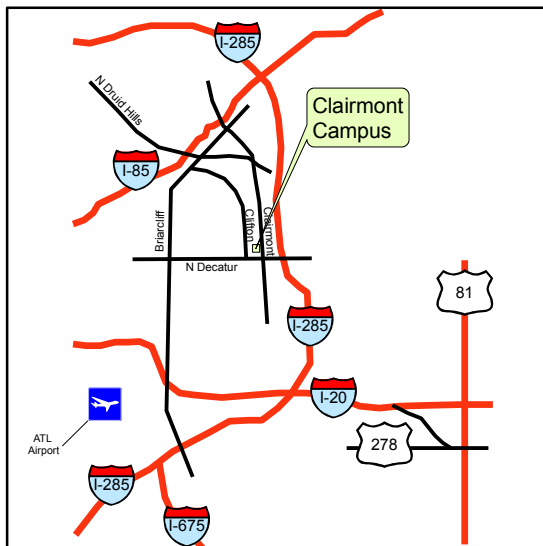 I-285
N Druid Hills
Clairmont
Campus
I-85
Briarcliff
Clifton
Clairmont
N Decatur
81
I-285
I-20
ATL
Airport
278
I-285
I-675